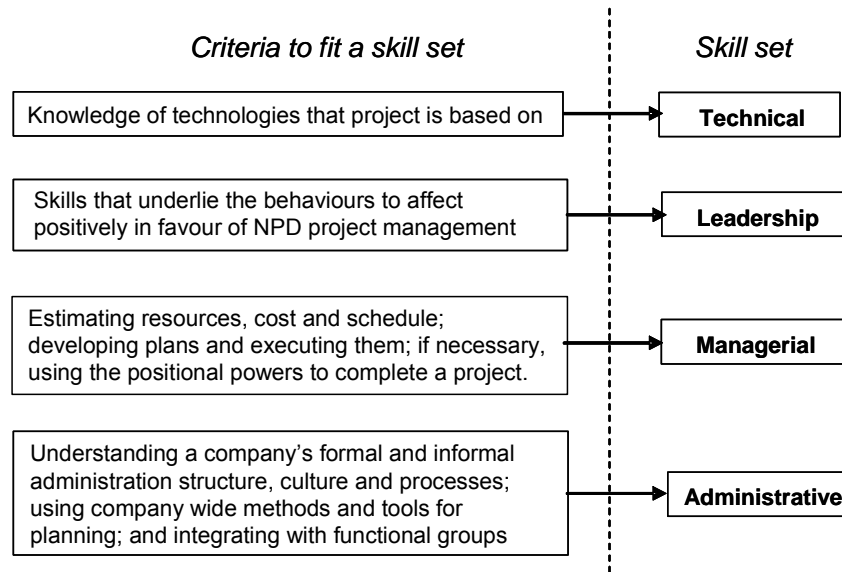 Criteria to fit a skill set
Skill set
Knowledge of technologies that project is based on
Technical
Skills that underlie the behaviours to affect
positively in favour of NPD project management
Leadership
Estimating resources, cost and schedule;
developing plans and executing them; if necessary,
using the positional powers to complete a project.
Managerial
Understanding a company's formal and informal
administration structure, culture and processes;
using company wide methods and tools for
planning; and integrating with functional groups
Administrative